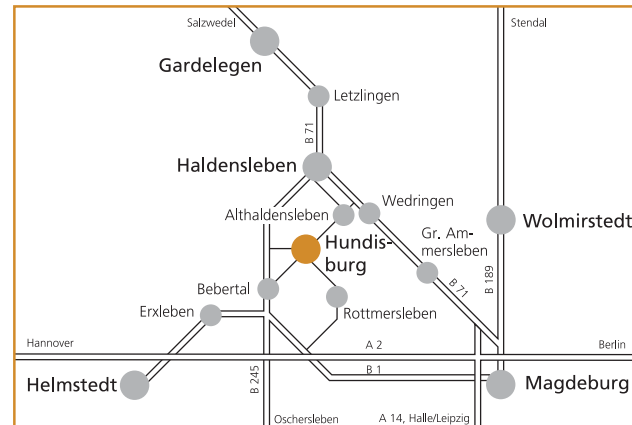 Salzwedel
Stendal
Gardelegen
Letzlingen
B 71
Haldensleben
Wedringen
Althaldensleben
Wolmirstedt
Gr. Am-
mersleben
Hundis-
burg
B 71
B 189
Bebertal
Erxleben
Rottmersleben
Hannover
A 2
Berlin
B 1
Helmstedt
B 245
Magdeburg
Oschersleben
A 14, Halle/Leipzig